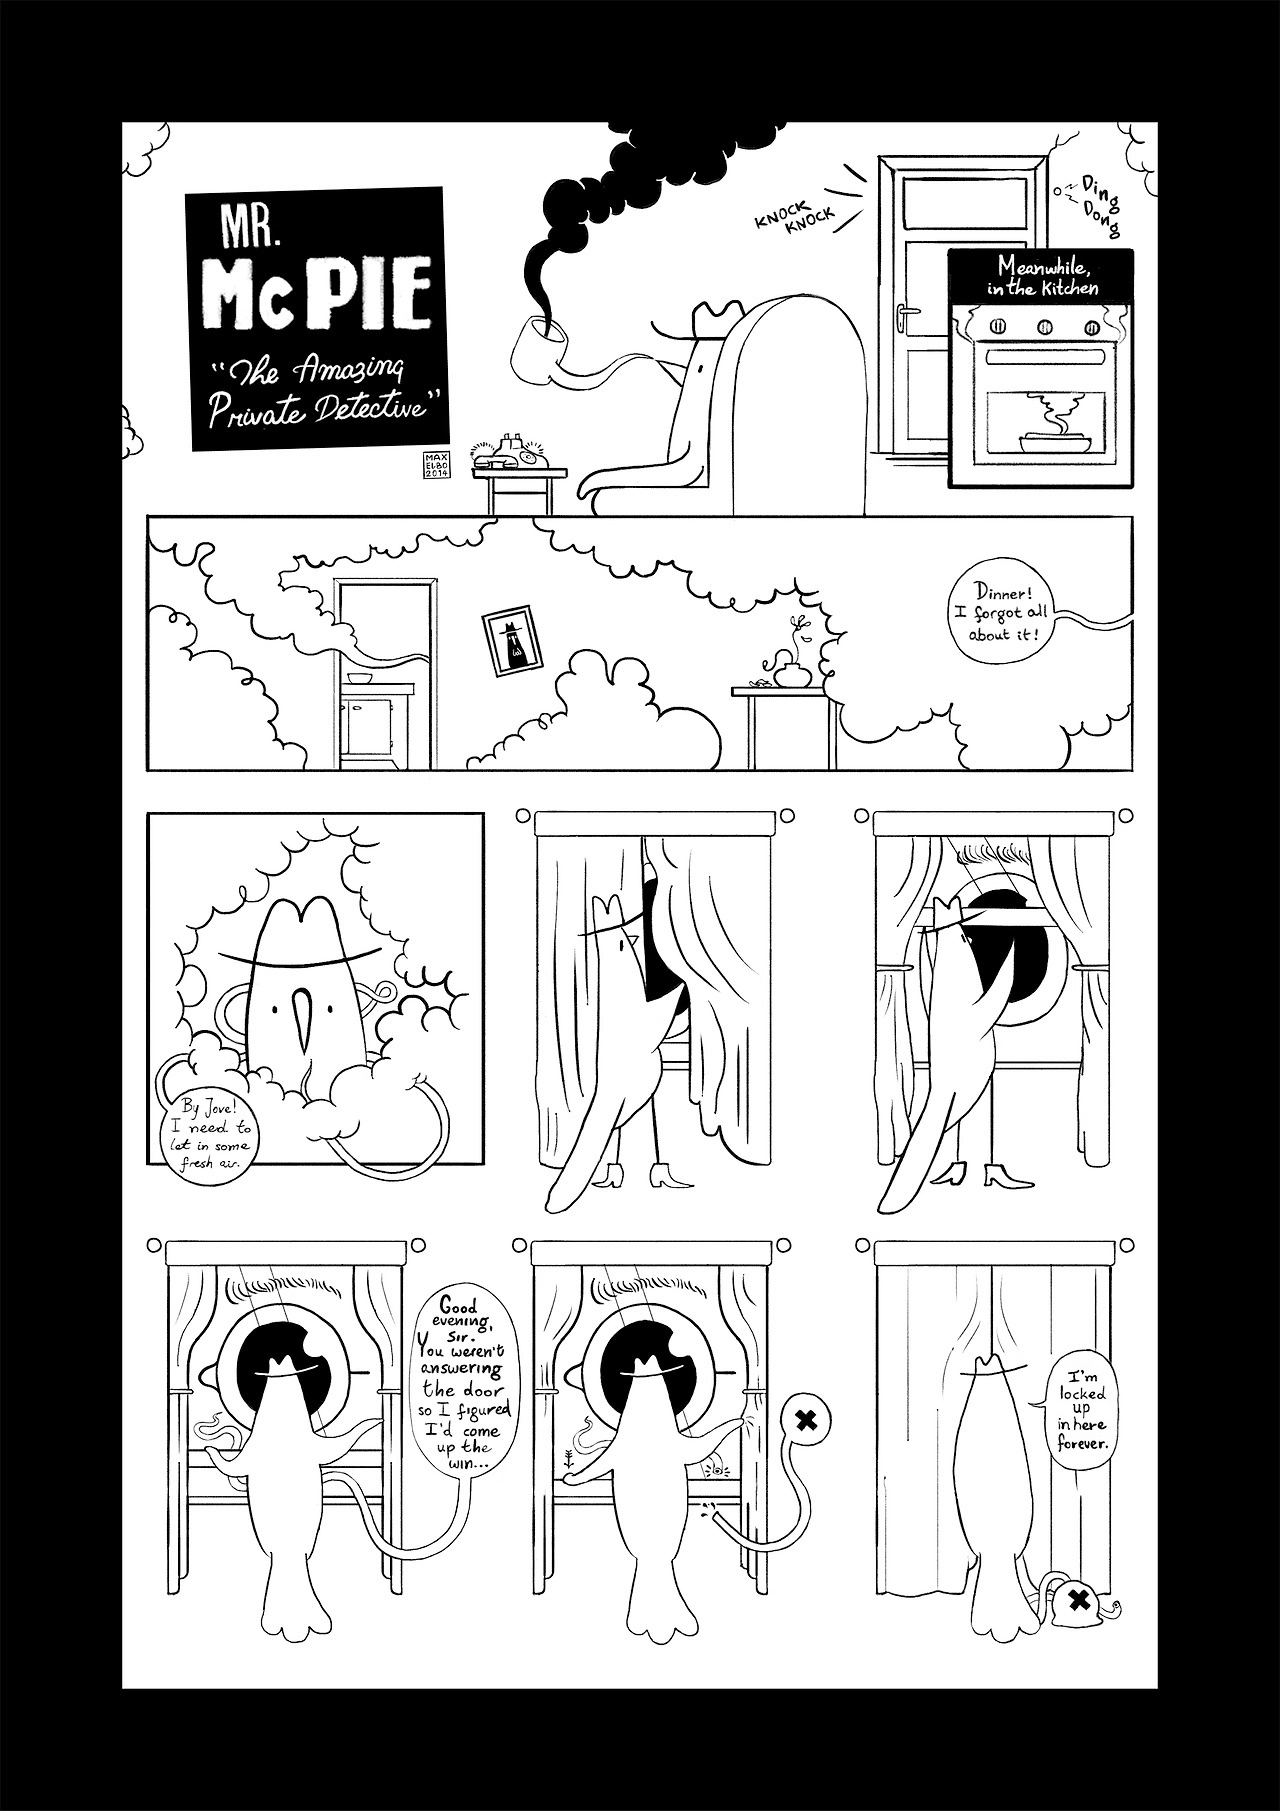 MR.
McPIE
"The Amazing
Private Detective"
MAX
ELBO
2014
KNOCK
KNOCK
Ding
Dong
Meanwhile,
in the Kitchen
Dinner!
I forgot all
about it!
By Jove!
I need to
let in some
fresh air.
Good
evening,
Sir.
You weren't
answering
the door
so I figured
I'd come
up the
win...
I'm
locked
up
in here
forever.